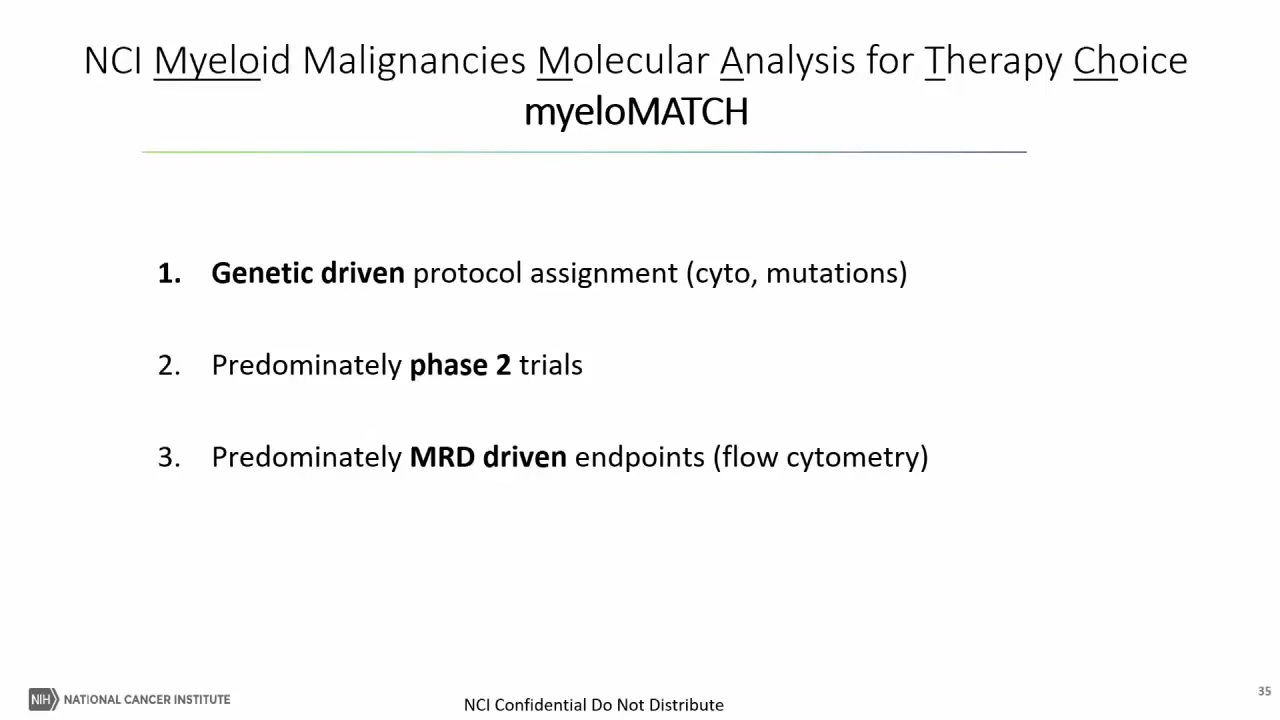 NCI Myeloid Malignancies Molecular Analysis for Therapy Choice
myeloMATCH
1. Genetic driven protocol assignment (cyto, mutations)
2. Predominately phase 2 trials
3. Predominately MRD driven endpoints (flow cytometry)
NIH NATIONAL CANCER INSTITUTE
NCI Confidential Do Not Distribute
35